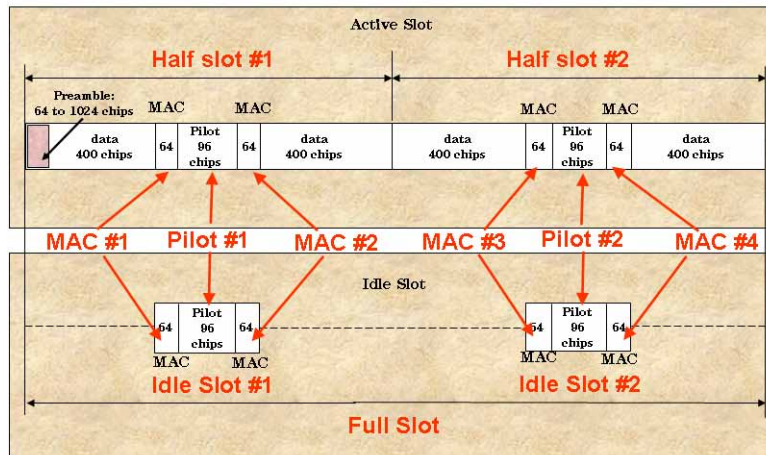 Active Slot
Half slot #1 Half slot #2
Preamble:
64 to 1024 chips
MAC MAC MAC MAC
data
400 chips
64
Pilot
96
chips
64
data
400 chips
data
400 chips
64
Pilot
96
chips
64
data
400 chips
MAC #1 Pilot #1 MAC #2 MAC #3 Pilot #2 MAC #4
Idle Slot
64
Pilot
96
chips
64
64
Pilot
96
chips
64
MAC MAC MAC MAC
Idle Slot #1 Idle Slot #2
Full Slot